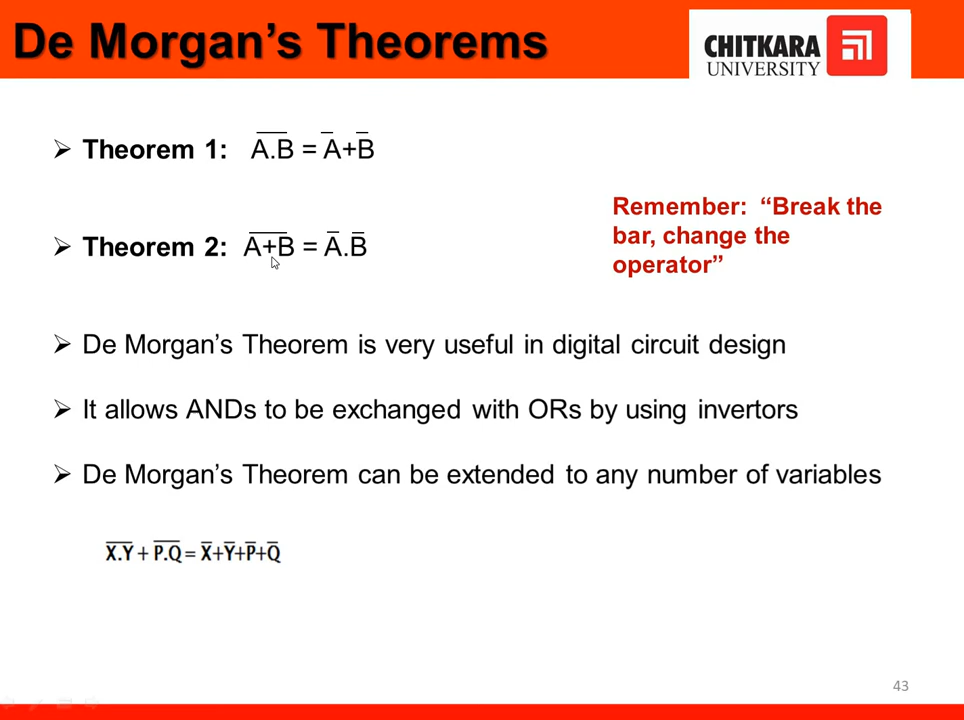 De Morgan’s Theorems
CHITKARA
UNIVERSITY
➢ Theorem 1: A̅.̅B̅ = A̅+B̅
➢ Theorem 2: A̅+̅B̅ = A̅.B̅
Remember: “Break the
bar, change the
operator”
➢ De Morgan’s Theorem is very useful in digital circuit design
➢ It allows ANDs to be exchanged with ORs by using invertors
➢ De Morgan’s Theorem can be extended to any number of variables
X̅.̅Y̅ + P̅.̅Q̅ = X̅+Y̅+P̅+Q̅
43